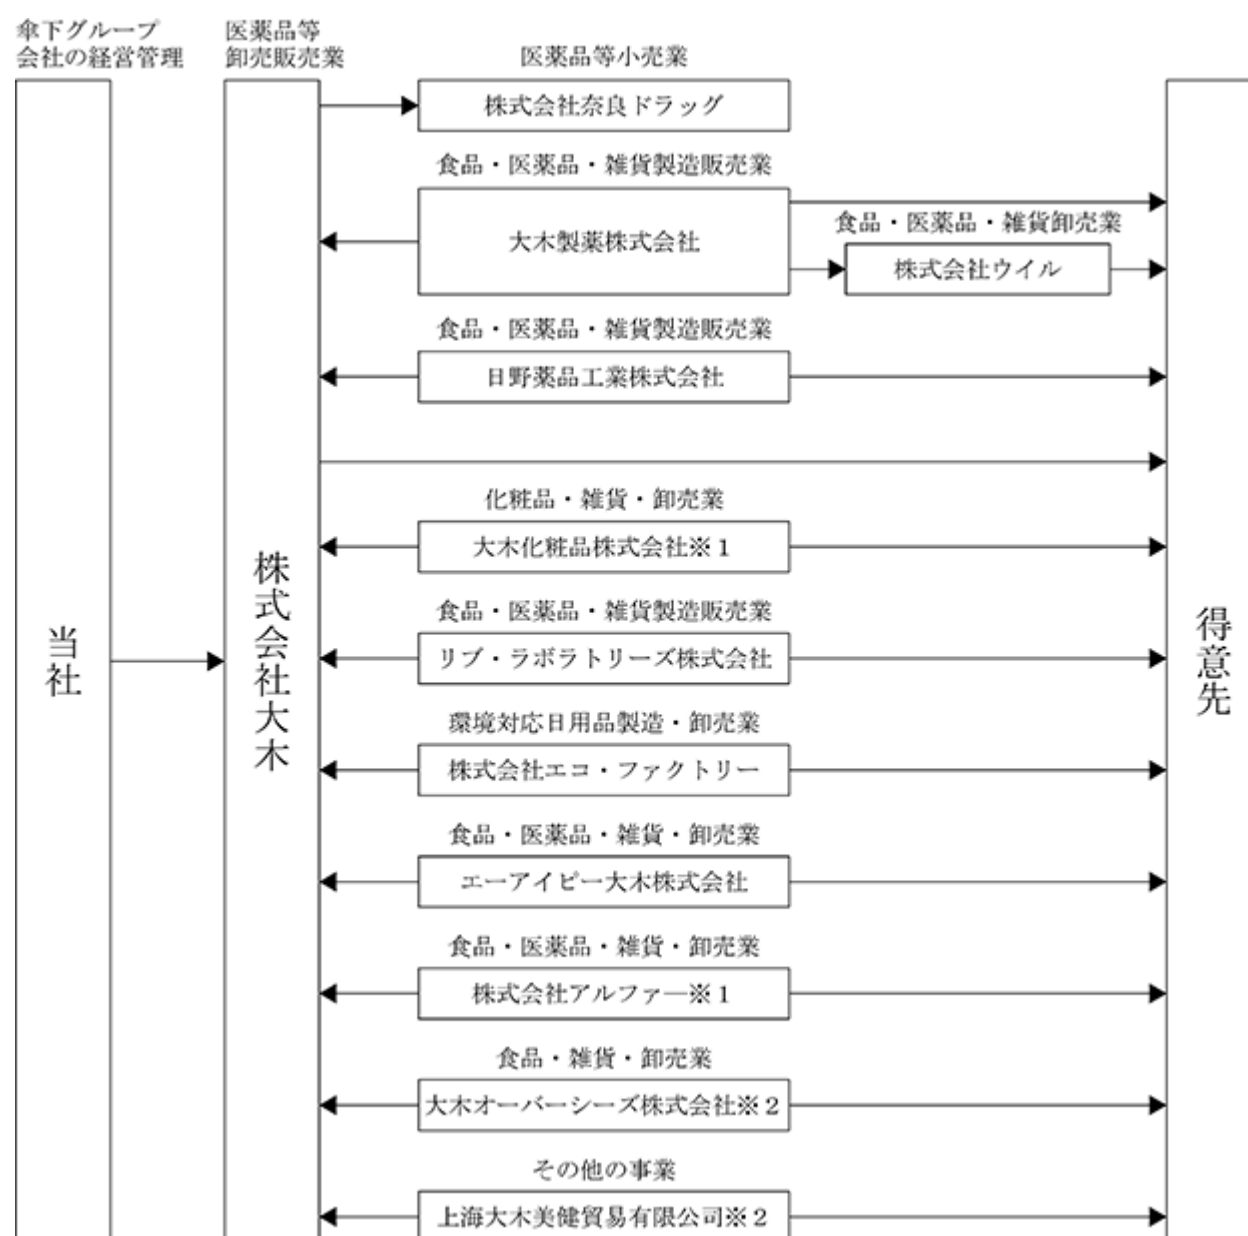 傘下グループ
会社の経営管理
医薬品等
卸売販売業
医薬品等小売業
株式会社奈良ドラッグ
食品・医薬品・雑貨製造販売業
大木製薬株式会社
食品・医薬品・雑貨卸売業
株式会社ウイル
食品・医薬品・雑貨製造販売業
日野薬品工業株式会社
化粧品・雑貨・卸売業
大木化粧品株式会社※１
食品・医薬品・雑貨製造販売業
リブ・ラボラトリーズ株式会社
環境対応日用品製造・卸売業
株式会社エコ・ファクトリー
食品・医薬品・雑貨・卸売業
エーアイピー大木株式会社
食品・医薬品・雑貨・卸売業
株式会社アルファ―※１
食品・雑貨・卸売業
大木オーバーシーズ株式会社※２
その他の事業
上海大木美健貿易有限公司※２
当社
株式会社大木
得意先